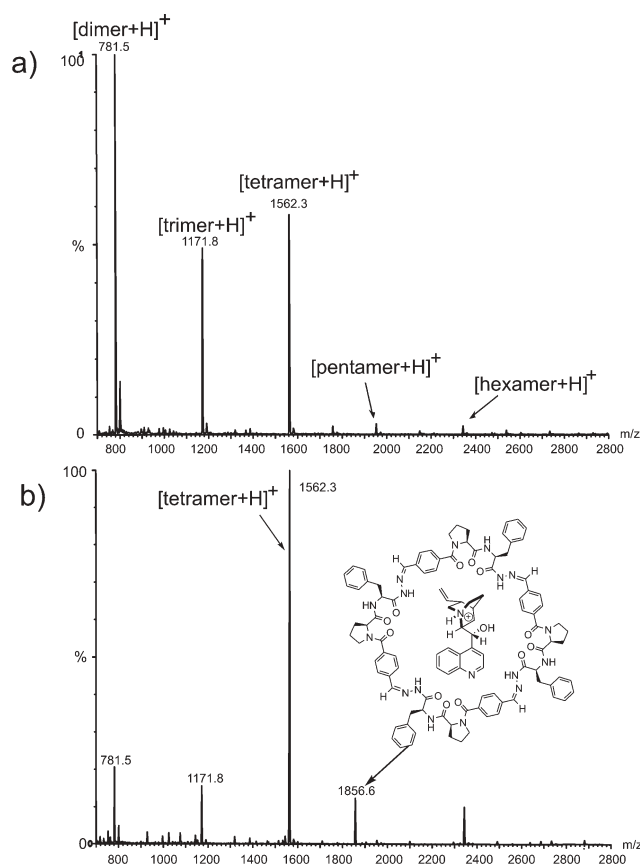 a)
[dimer+H]+
781.5
[tetramer+H]+
1562.3
[trimer+H]+
1171.8
[pentamer+H]+
[hexamer+H]+
100
%
0
800 1000 1200 1400 1600 1800 2000 2200 2400 2600 2800
m/z
b)
100
[tetramer+H]+
1562.3
%
781.5
1171.8
1856.6
0
800 1000 1200 1400 1600 1800 2000 2200 2400 2600 2800
m/z